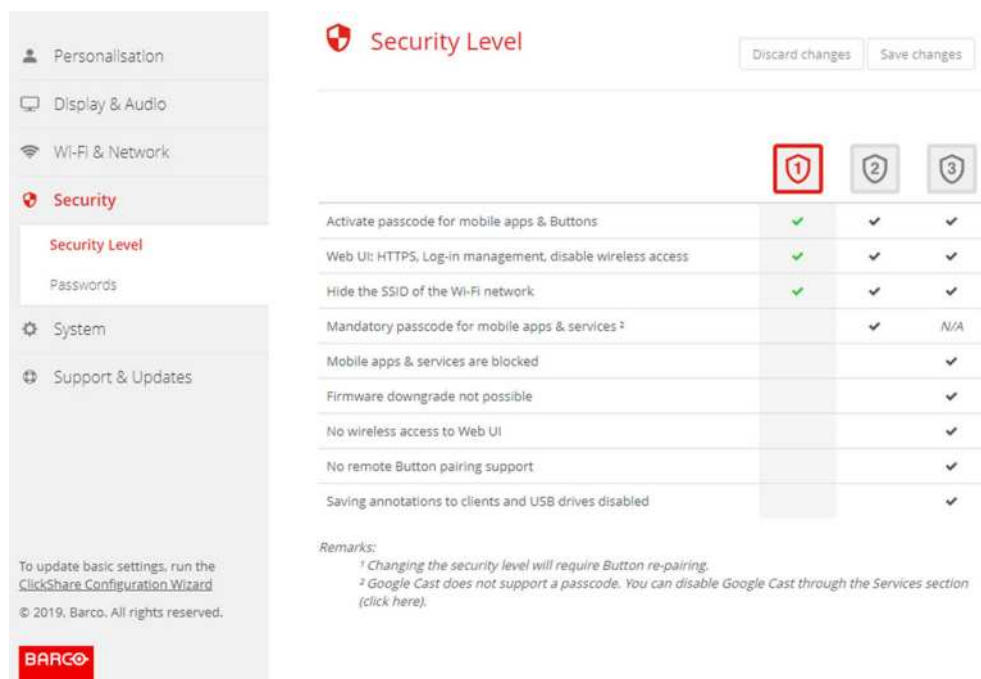 Personalisation
Display & Audio
Wi-Fi & Network
Security
Security Level
Passwords
System
Support & Updates
To update basic settings, run the
ClickShare Configuration Wizard
© 2019, Barco. All rights reserved.
BARCO
Security Level
Discard changes
Save changes
1 2 3
Activate passcode for mobile apps & Buttons
Web UI: HTTPS, Log-in management, disable wireless access
Hide the SSID of the Wi-Fi network
Mandatory passcode for mobile apps & services ² N/A
Mobile apps & services are blocked
Firmware downgrade not possible
No wireless access to Web UI
No remote Button pairing support
Saving annotations to clients and USB drives disabled
Remarks:
¹ Changing the security level will require Button re-pairing.
² Google Cast does not support a passcode. You can disable Google Cast through the Services section
(click here).